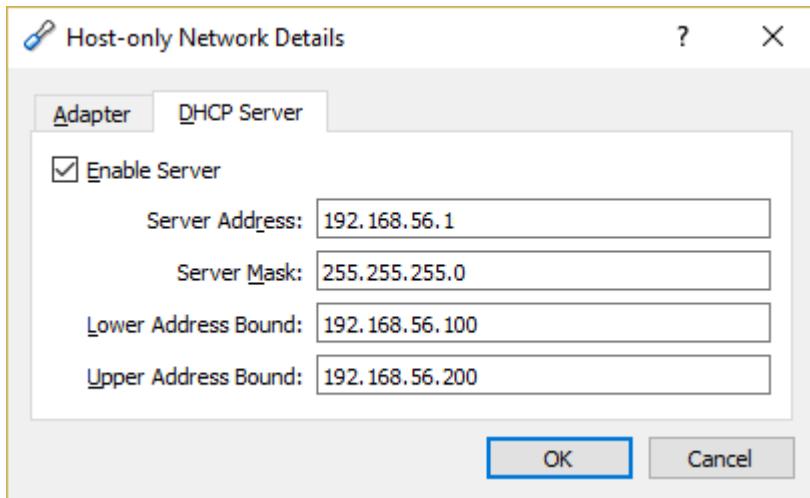 Host-only Network Details ?
Adapter DHCP Server
Enable Server
Server Address: 192.168.56.1
Server Mask: 255.255.255.0
Lower Address Bound: 192.168.56.100
Upper Address Bound: 192.168.56.200
OK Cancel